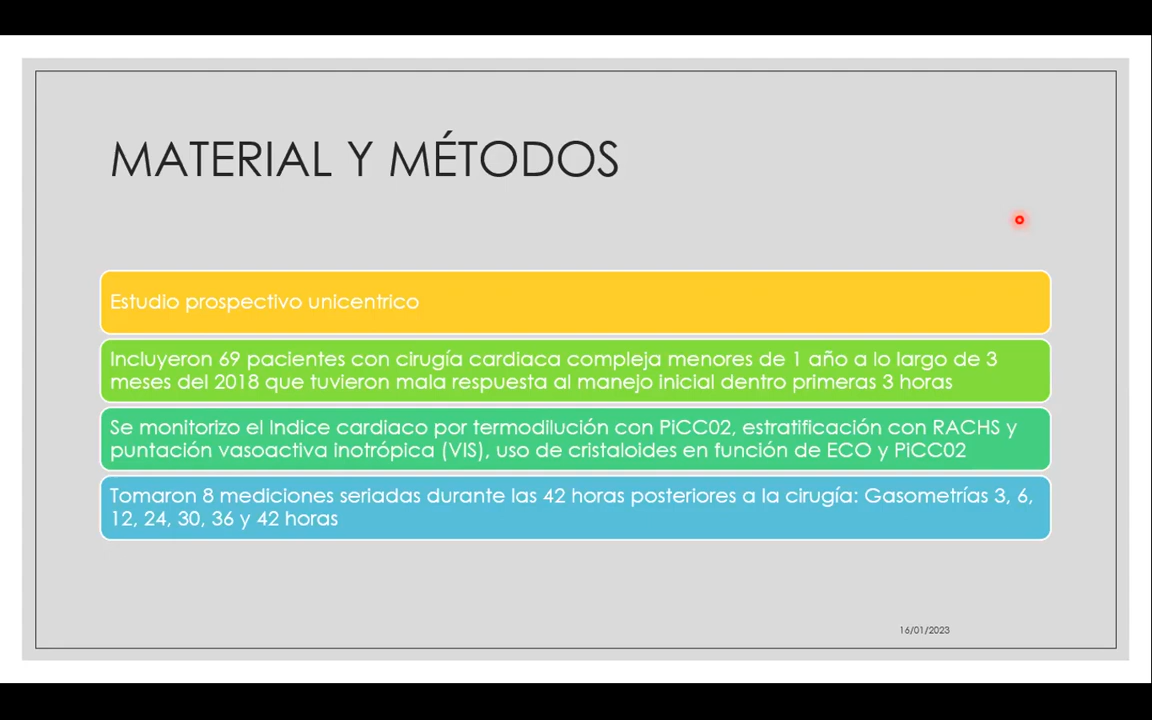 MATERIAL Y MÉTODOS
Estudio prospectivo unicentrico
Incluyeron 69 pacientes con cirugía cardiaca compleja menores de 1 año a lo largo de 3
meses del 2018 que tuvieron mala respuesta al manejo inicial dentro primeras 3 horas
Se monitorizo el Indice cardiaco por termodilución con PiCC02, estratificación con RACHS y
puntación vasoactiva inotrópica (VIS), uso de cristaloides en función de ECO y PiCC02
Tomaron 8 mediciones seriadas durante las 42 horas posteriores a la cirugía: Gasometrías 3, 6,
12, 24, 30, 36 y 42 horas
16/01/2023